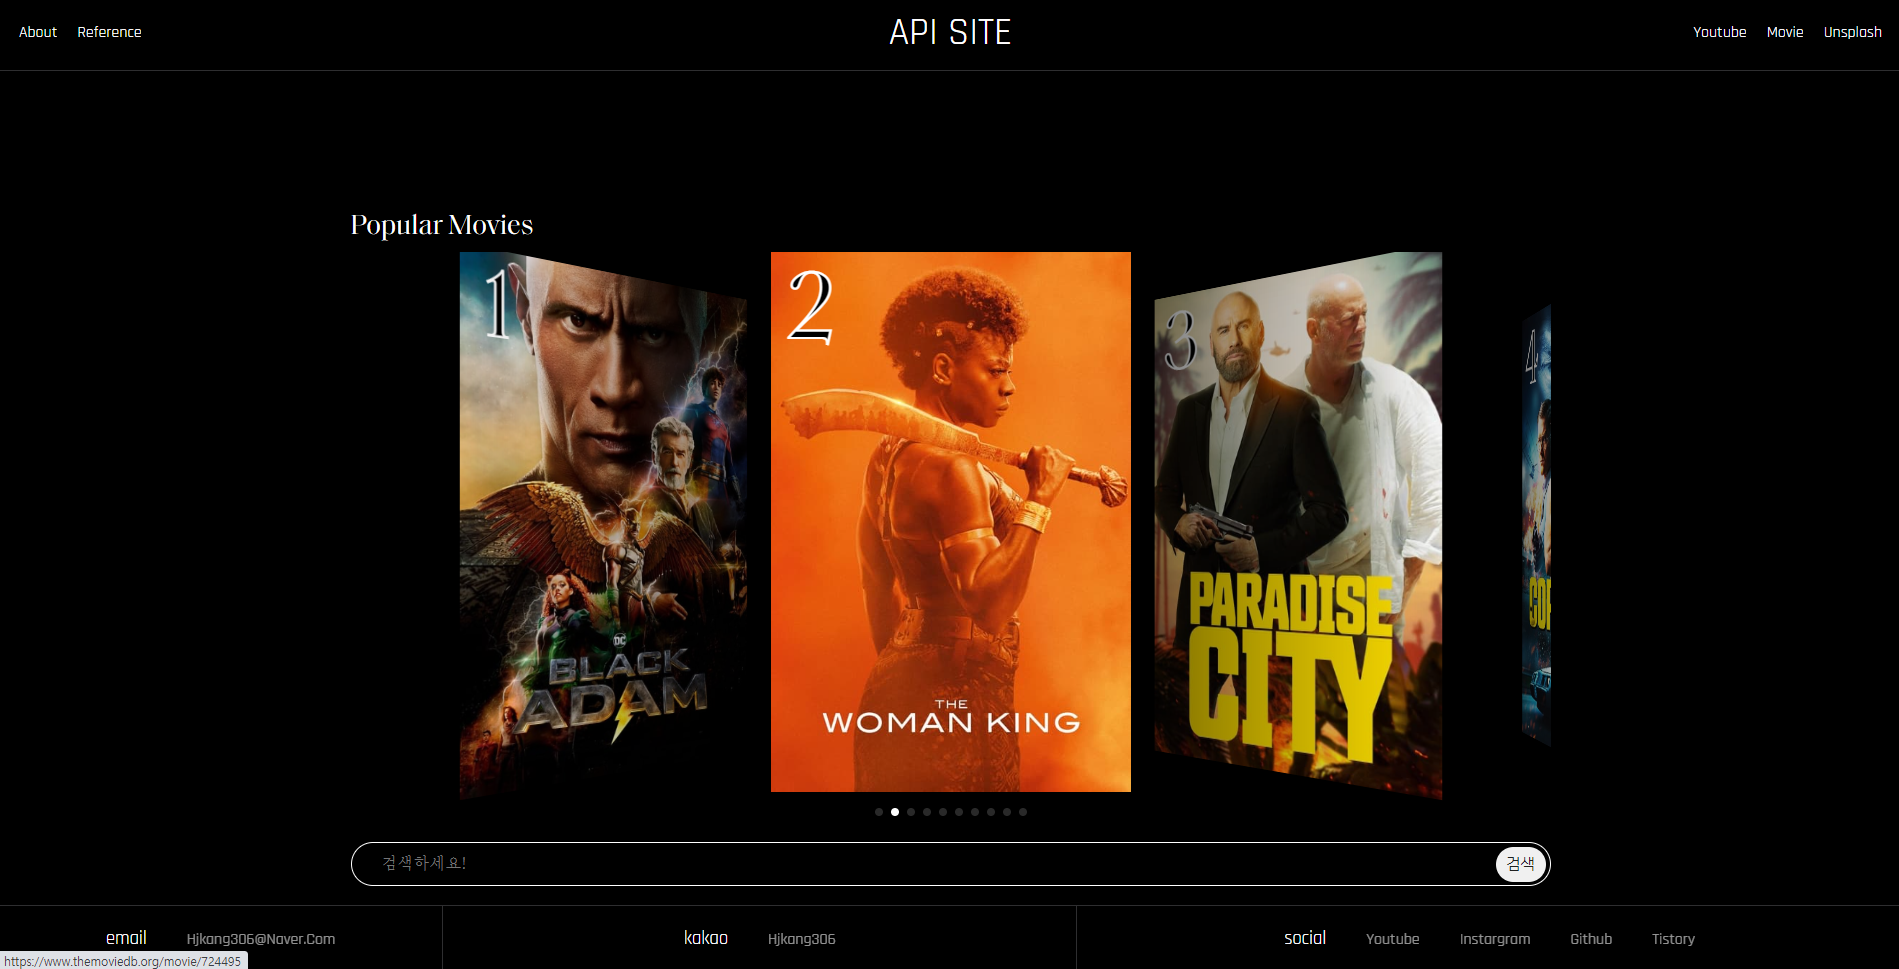 About Reference API SITE Youtube Movie Unsplash
Popular Movies
1 2 3 4
DC
BLACK
ADAM
THE
WOMAN KING
PARADISE
CITY
검색하세요! 검색
email Hjkang306@Naver.Com kakao Hjkang306 social Youtube Instargram Github Tistory
https://www.themoviedb.org/movie/724495